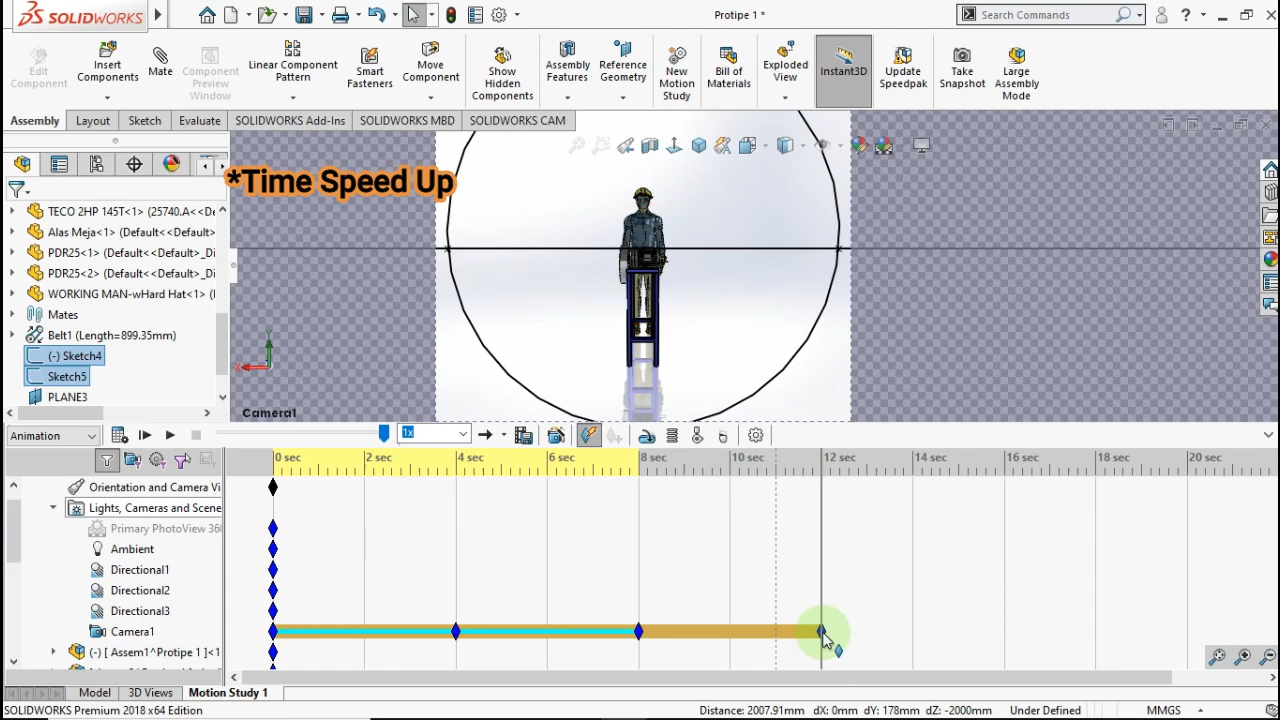 SOLIDWORKS
Protipe 1 *
Search Commands
Edit Component
Insert Components
Mate
Component Preview Window
Linear Component Pattern
Smart Fasteners
Move Component
Show Hidden Components
Assembly Features
Reference Geometry
New Motion Study
Bill of Materials
Exploded View
Instant3D
Update Speedpak
Take Snapshot
Large Assembly Mode
Assembly Layout Sketch Evaluate SOLIDWORKS Add-Ins SOLIDWORKS MBD SOLIDWORKS CAM
*Time Speed Up
TECO 2HP 145T<1> (25740.A<<De
Alas Meja<1> (Default<<Default>
PDR25<1> (Default<<Default>_Di
PDR25<2> (Default<<Default>_Di
WORKING MAN-wHard Hat<1> (
Mates
Belt1 (Length=899.35mm)
(-) Sketch4
Sketch5
PLANE3
Y
X
Camera1
Animation
1x
0 sec 2 sec 4 sec 6 sec 8 sec 10 sec 12 sec 14 sec 16 sec 18 sec 20 sec
Orientation and Camera Vi
Lights, Cameras and Scene
Primary PhotoView 360
Ambient
Directional1
Directional2
Directional3
Camera1
(-) [ Assem1^Protipe 1 ]<1
Model 3D Views Motion Study 1
SOLIDWORKS Premium 2018 x64 Edition
Distance: 2007.91mm dX: 0mm dY: 178mm dZ: -2000mm Under Defined MMGS